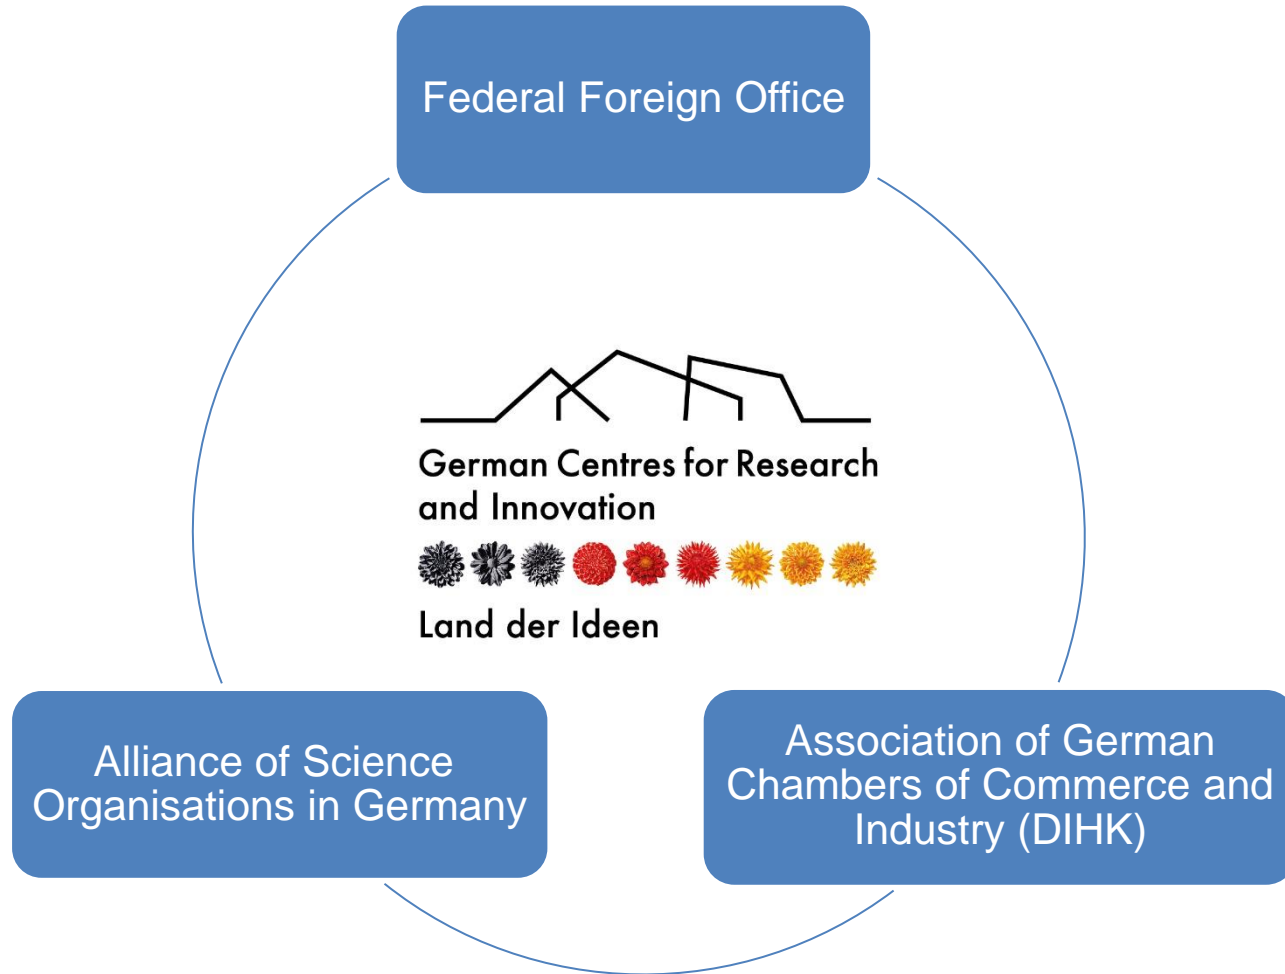 Federal Foreign Office
German Centres for Research
and Innovation
Land der Ideen
Alliance of Science
Organisations in Germany
Association of German
Chambers of Commerce and
Industry (DIHK)